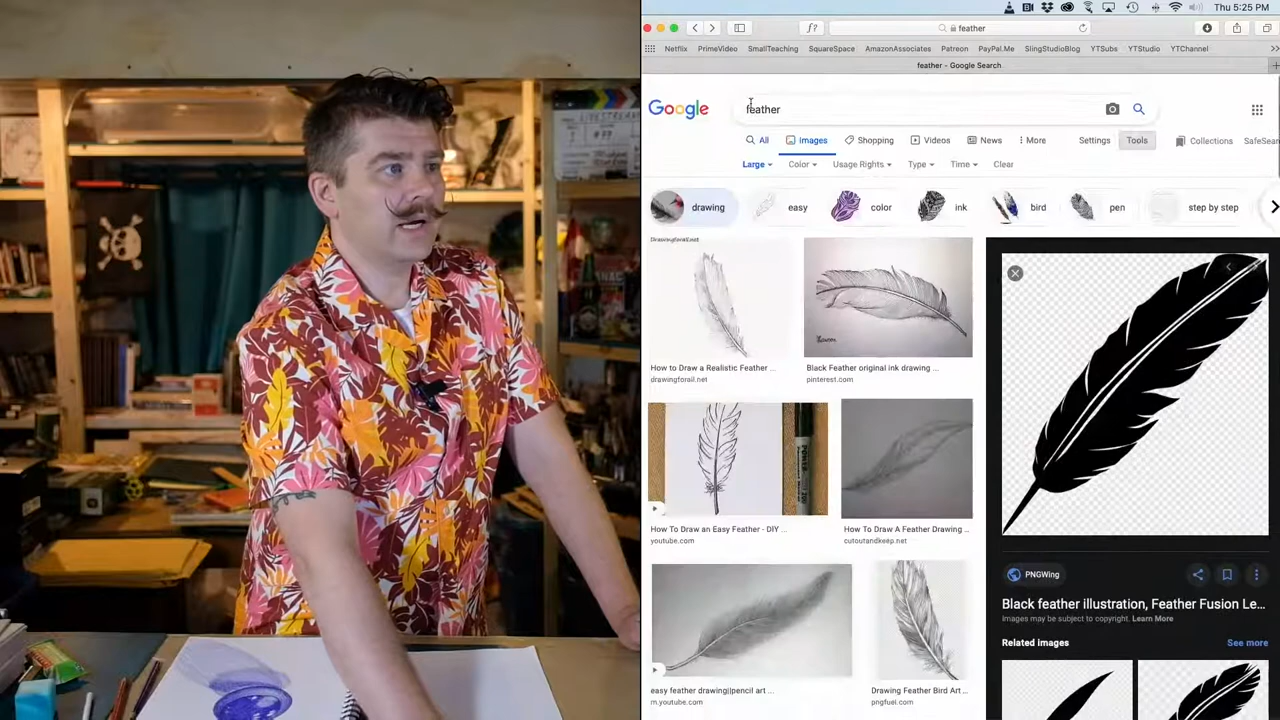 Thu 5:25 PM
feather
Netflix PrimeVideo SmallTeaching SquareSpace AmazonAssociates Patreon PayPal.Me SlingStudioBlog YTSubs YTStudio YTChannel
feather - Google Search
Google
feather
All Images Shopping Videos News More Settings Tools Collections SafeSear
Large Color Usage Rights Type Time Clear
drawing easy color ink bird pen step by step
How to Draw a Realistic Feather ...
drawingforall.net
Black Feather original ink drawing ...
pinterest.com
How To Draw an Easy Feather - DIY ...
youtube.com
How To Draw A Feather Drawing ...
cutoutandkeep.net
PNGWing
Black feather illustration, Feather Fusion Le...
Images may be subject to copyright. Learn More
Related images See more
easy feather drawing||pencil art ...
m.youtube.com
Drawing Feather Bird Art ...
pngfuel.com
LIVESTREAM